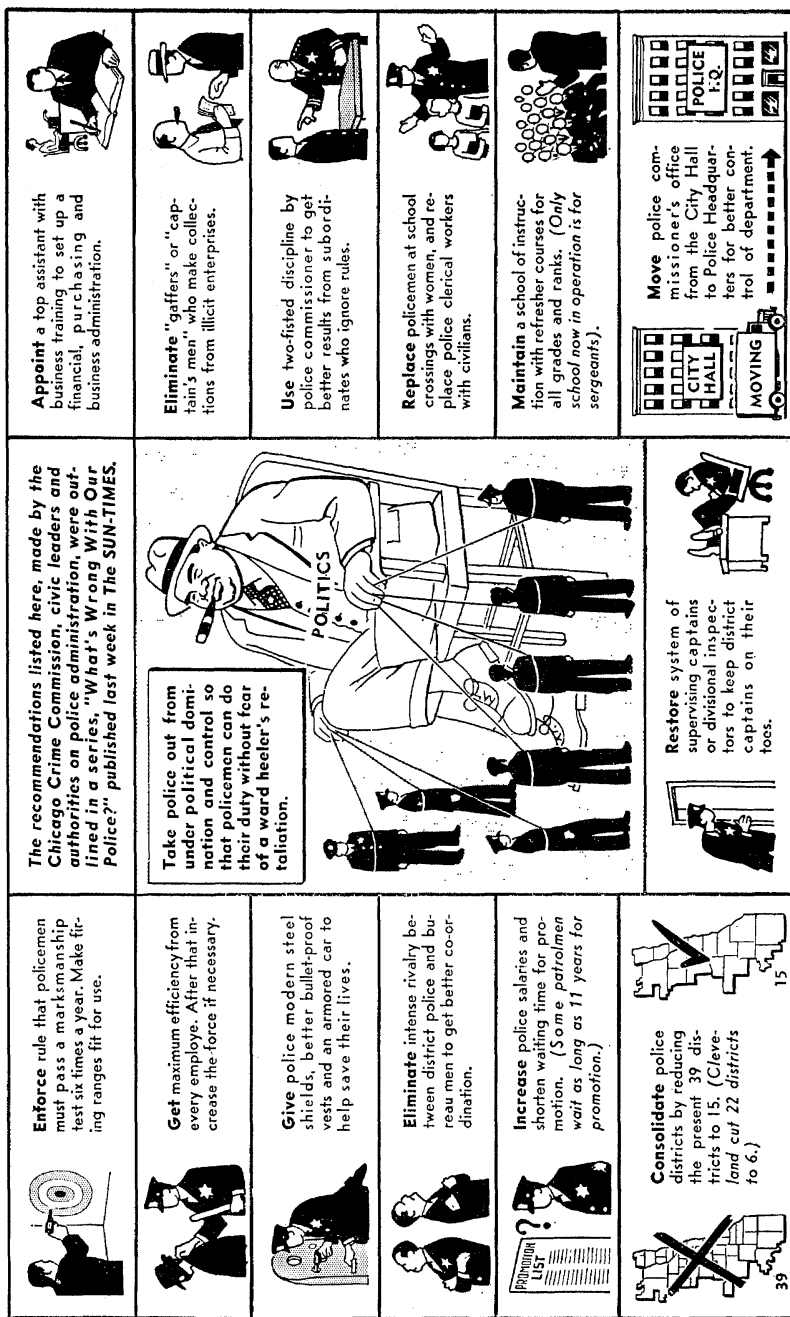 Enforce rule that policemen
must pass a marksmanship
test six times a year. Make fir-
ing ranges fit for use.
Get maximum efficiency from
every employe. After that in-
crease the force if necessary.
Give police modern steel
shields, better bullet-proof
vests and an armored car to
help save their lives.
Eliminate intense rivalry be-
tween district police and bu-
reau men to get better co-or-
dination.
PROMOTION
LIST
? ?
Increase police salaries and
shorten waiting time for pro-
motion. (Some patrolmen
wait as long as 11 years for
promotion.)
39
Consolidate police
districts by reducing
the present 39 dis-
tricts to 15. (Cleve-
land cut 22 districts
to 6.)
15
The recommendations listed here, made by the
Chicago Crime Commission, civic leaders and
authorities on police administration, were out-
lined in a series, "What's Wrong With Our
Police?" published last week in The SUN-TIMES.
Take police out from
under political domi-
nation and control so
that policemen can do
their duty without fear
of a ward heeler's re-
taliation.
POLITICS
Restore system of
supervising captains
or divisional inspec-
tors to keep district
captains on their
toes.
Appoint a top assistant with
business training to set up a
financial, purchasing and
business administration.
Eliminate "gaffers" or "cap-
tain's men" who make collec-
tions from illicit enterprises.
Use two-fisted discipline by
police commissioner to get
better results from subordi-
nates who ignore rules.
Replace policemen at school
crossings with women, and re-
place police clerical workers
with civilians.
Maintain a school of instruc-
tion with refresher courses for
all grades and ranks. (Only
school now in operation is for
sergeants).
CITY
HALL
MOVING
Move police com-
missioner's office
from the City Hall
to Police Headquar-
ters for better con-
trol of department.
POLICE
H.Q.